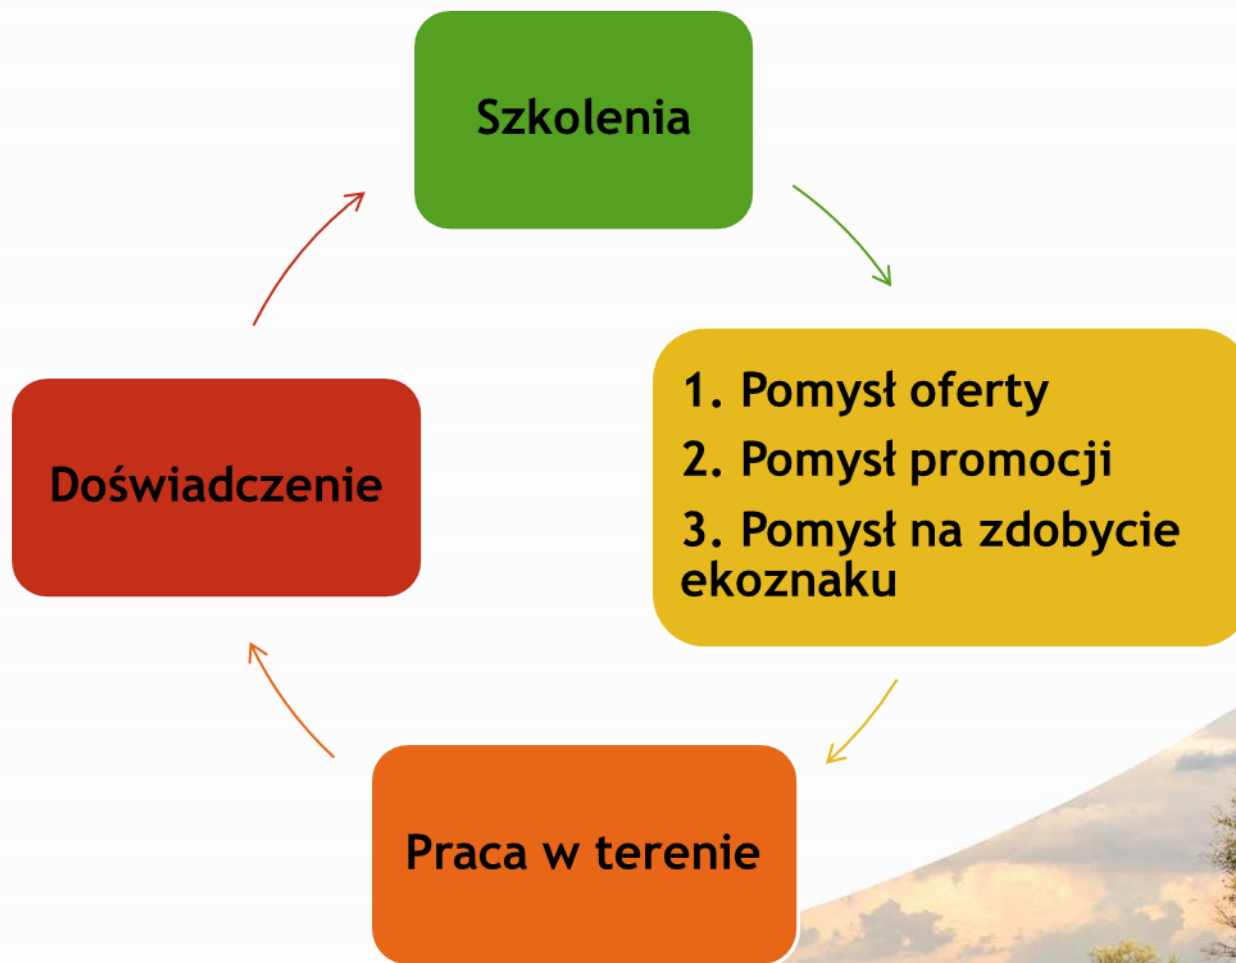 Szkolenia
1. Pomysł oferty
2. Pomysł promocji
3. Pomysł na zdobycie
ekoznaku
Doświadczenie
Praca w terenie